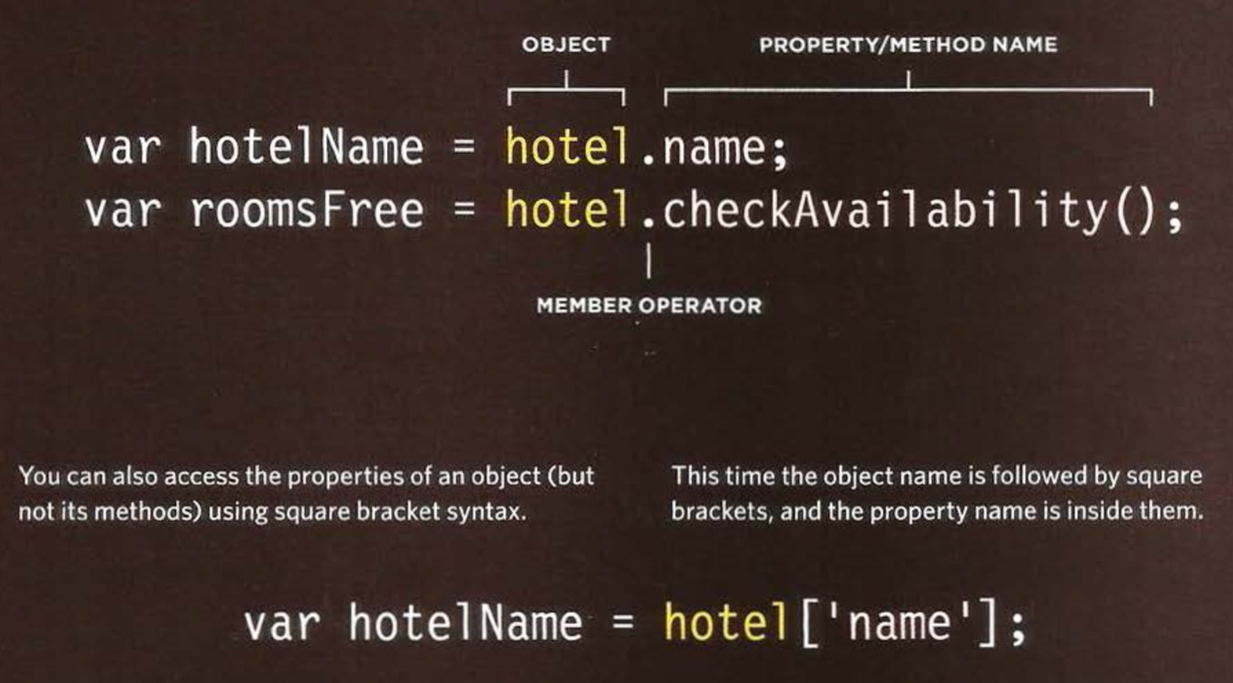 OBJECT PROPERTY/METHOD NAME
var hotelName = hotel.name;
var roomsFree = hotel.checkAvailability();
MEMBER OPERATOR
You can also access the properties of an object (but
not its methods) using square bracket syntax.
This time the object name is followed by square
brackets, and the property name is inside them.
var hotelName = hotel['name'];